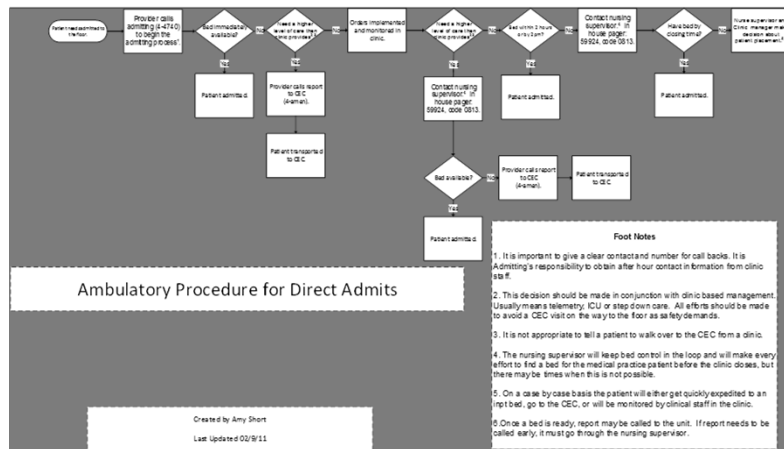 Patient need admitted to
the floor.
Provider calls
admitting (4-4740)
to begin the
admitting process¹.
Bed immediately
available?
No
Need a higher
level of care than
clinic provides?
No
Orders implemented
and monitored in
clinic.
Need a higher
level of care than
clinic provides?
No
Bed within 2 hours
or by 2pm?
No
Contact nursing
supervisor.⁴ In
house pager:
59924, code 0813.
Have bed by
closing time?
No
Nurse supervisor
Clinic
decision about
patient placement.
Yes
Patient admitted.
Yes
Provider calls report
to CEC
(4-amen).
Patient transported
to CEC.
Yes
Contact nursing
supervisor.⁴ In
house pager:
59924, code 0813.
Yes
Patient admitted.
Yes
Patient admitted.
Bed available?
No
Provider calls report
to CEC
(4-amen).
Patient transported
to CEC.
Yes
Patient admitted.
Ambulatory Procedure for Direct Admits
Foot Notes
1. It is important to give a clear contact and number for call backs. It is
Admitting's responsibility to obtain after hour contact information from clinic
staff.
2. This decision should be made in conjunction with clinic based management.
Usually means telemetry, ICU or step down care. All efforts should be made
to avoid a CEC visit on the way to the floor as safety demands.
3. It is not appropriate to tell a patient to walk over to the CEC from a clinic.
4. The nursing supervisor will keep bed control in the loop and will make every
effort to find a bed for the medical practice patient before the clinic closes, but
there may be times when this is not possible.
5. On a case by case basis the patient will either get quickly expedited to an
inpt bed, go to the CEC, or will be monitored by clinical staff in the clinic.
6.Once a bed is ready, report may be called to the unit. If report needs to be
called early, it must go through the nursing supervisor.
Created by Amy Short
Last Updated 02/9/11